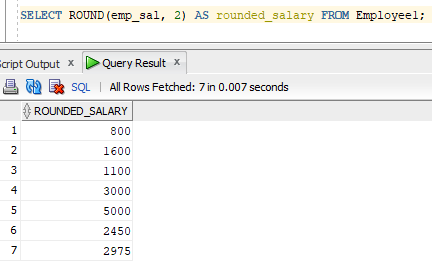 SELECT ROUND(emp_sal, 2) AS rounded_salary FROM Employee1;
Script Output x Query Result x
SQL | All Rows Fetched: 7 in 0.007 seconds
ROUNDED_SALARY
1 800
2 1600
3 1100
4 3000
5 5000
6 2450
7 2975